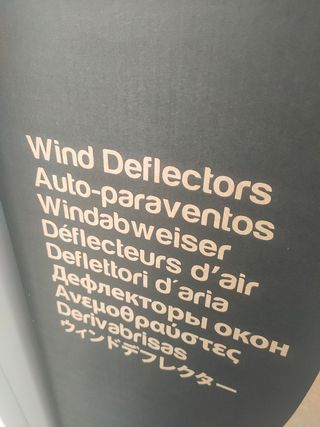 Wind Deflectors
Auto-paraventos
Windabweiser
Déflecteurs d'air
Deflettori d´aria
Дефлекторы окон
Ανεμοθραύστες
Derivabrisas
ウィンドデフレクター